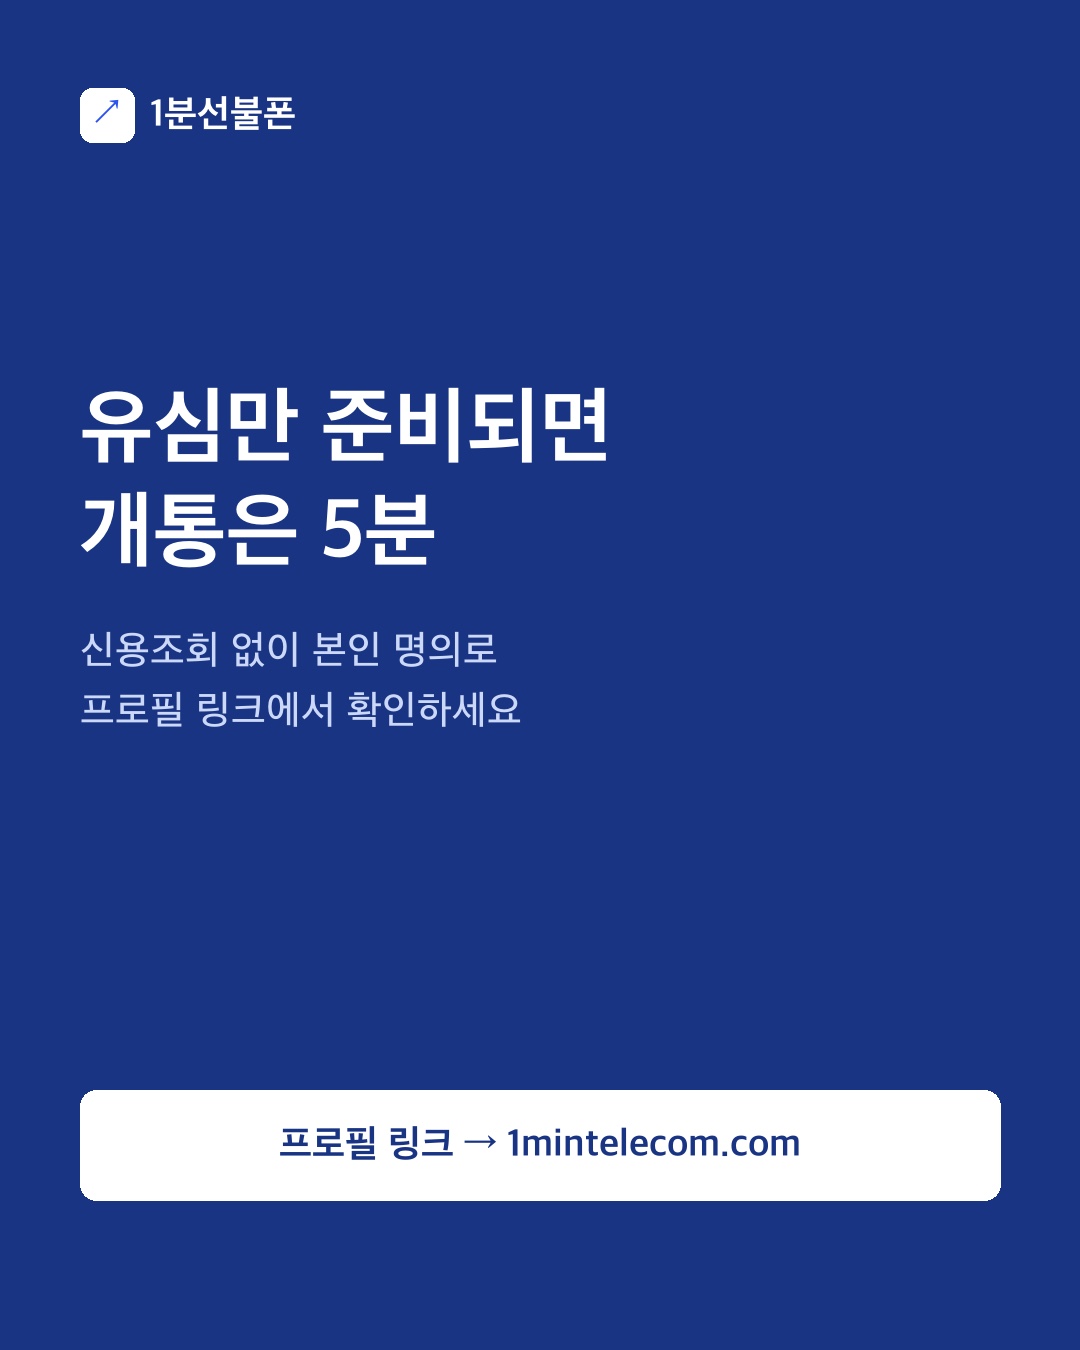 1분선불폰
유심만 준비되면
개통은 5분
신용조회 없이 본인 명의로
프로필 링크에서 확인하세요
프로필 링크 → 1mintelecom.com